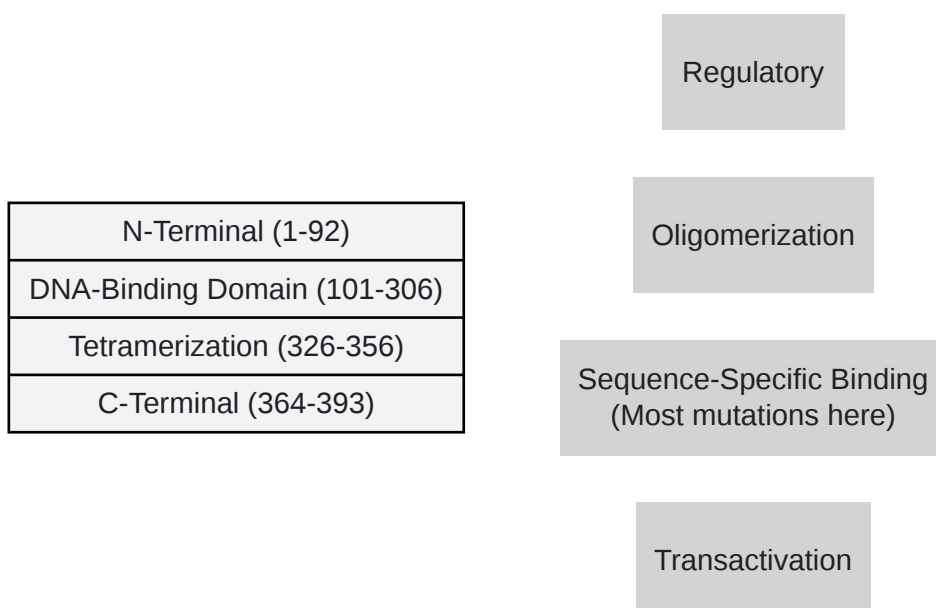 N-Terminal (1-92)
DNA-Binding Domain (101-306)
Tetramerization (326-356)
C-Terminal (364-393)
Regulatory
Oligomerization
Sequence-Specific Binding
(Most mutations here)
Transactivation